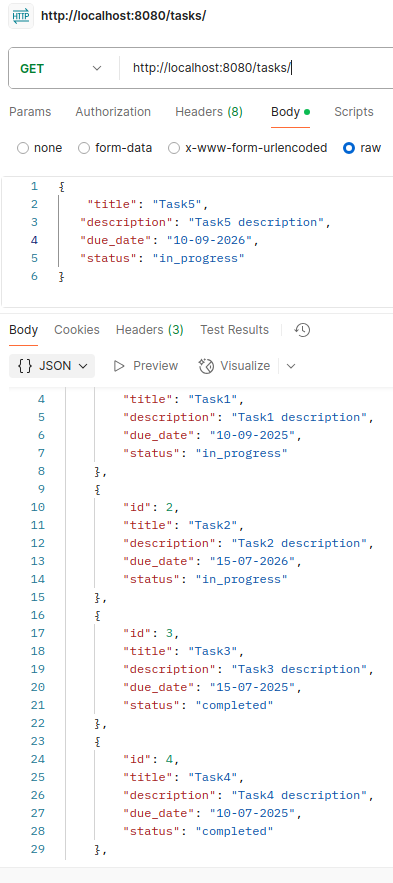 HTTP http://localhost:8080/tasks/
GET http://localhost:8080/tasks/
Params Authorization Headers (8) Body Scripts
none form-data x-www-form-urlencoded raw
1 {
2 "title": "Task5",
3 "description": "Task5 description",
4 "due_date": "10-09-2026",
5 "status": "in_progress"
6 }
Body Cookies Headers (3) Test Results
{} JSON Preview Visualize
4 "title": "Task1",
5 "description": "Task1 description",
6 "due_date": "10-09-2025",
7 "status": "in_progress"
8 },
9 {
10 "id": 2,
11 "title": "Task2",
12 "description": "Task2 description",
13 "due_date": "15-07-2026",
14 "status": "in_progress"
15 },
16 {
17 "id": 3,
18 "title": "Task3",
19 "description": "Task3 description",
20 "due_date": "15-07-2025",
21 "status": "completed"
22 },
23 {
24 "id": 4,
25 "title": "Task4",
26 "description": "Task4 description",
27 "due_date": "10-07-2025",
28 "status": "completed"
29 },